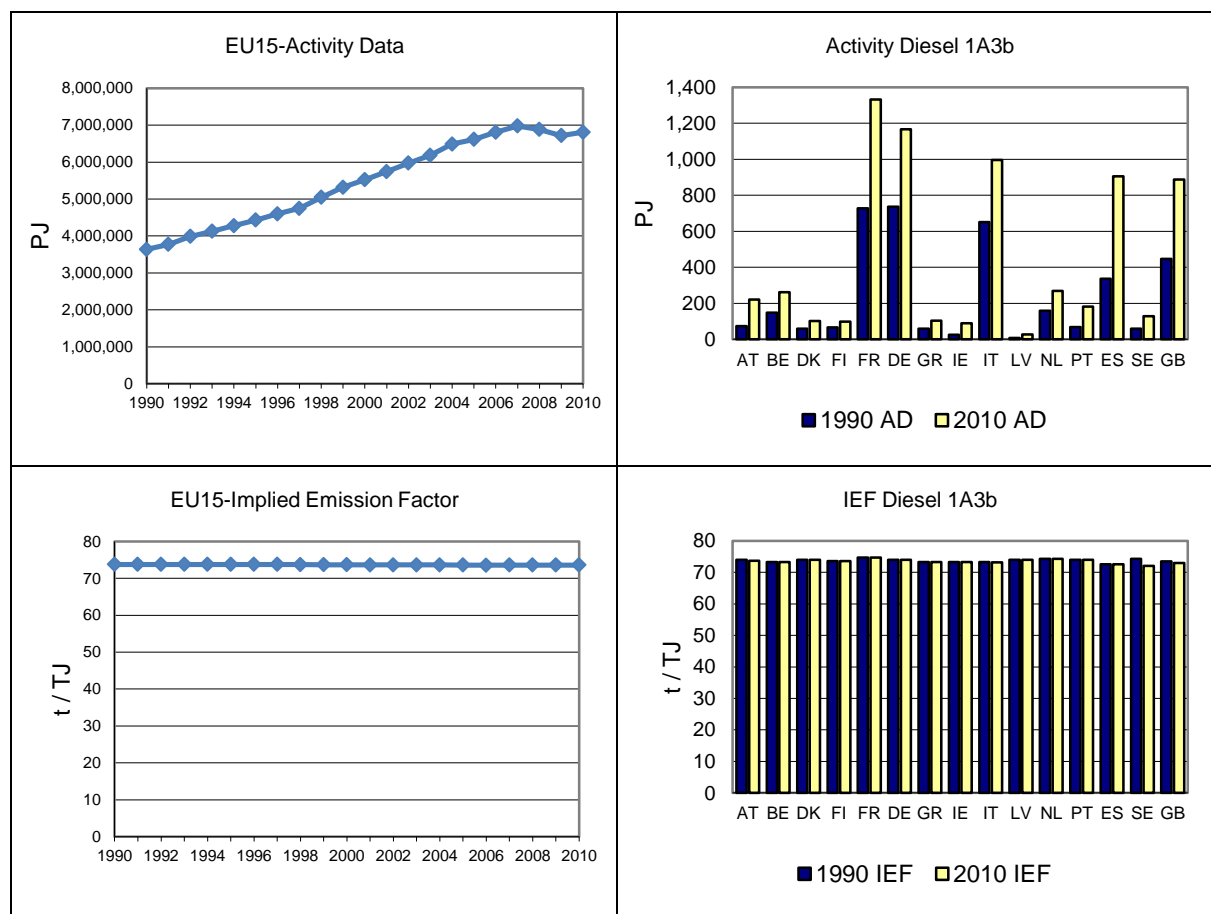 EU15-Activity Data
PJ
8,000,000
7,000,000
6,000,000
5,000,000
4,000,000
3,000,000
2,000,000
1,000,000
0
1990 1992 1994 1996 1998 2000 2002 2004 2006 2008 2010
Activity Diesel 1A3b
PJ
1,400
1,200
1,000
800
600
400
200
0
AT BE DK FI FR DE GR IE IT LV NL PT ES SE GB
1990 AD 2010 AD
EU15-Implied Emission Factor
t / TJ
80
70
60
50
40
30
20
10
0
1990 1992 1994 1996 1998 2000 2002 2004 2006 2008 2010
IEF Diesel 1A3b
t / TJ
80
70
60
50
40
30
20
10
0
AT BE DK FI FR DE GR IE IT LV NL PT ES SE GB
1990 IEF 2010 IEF